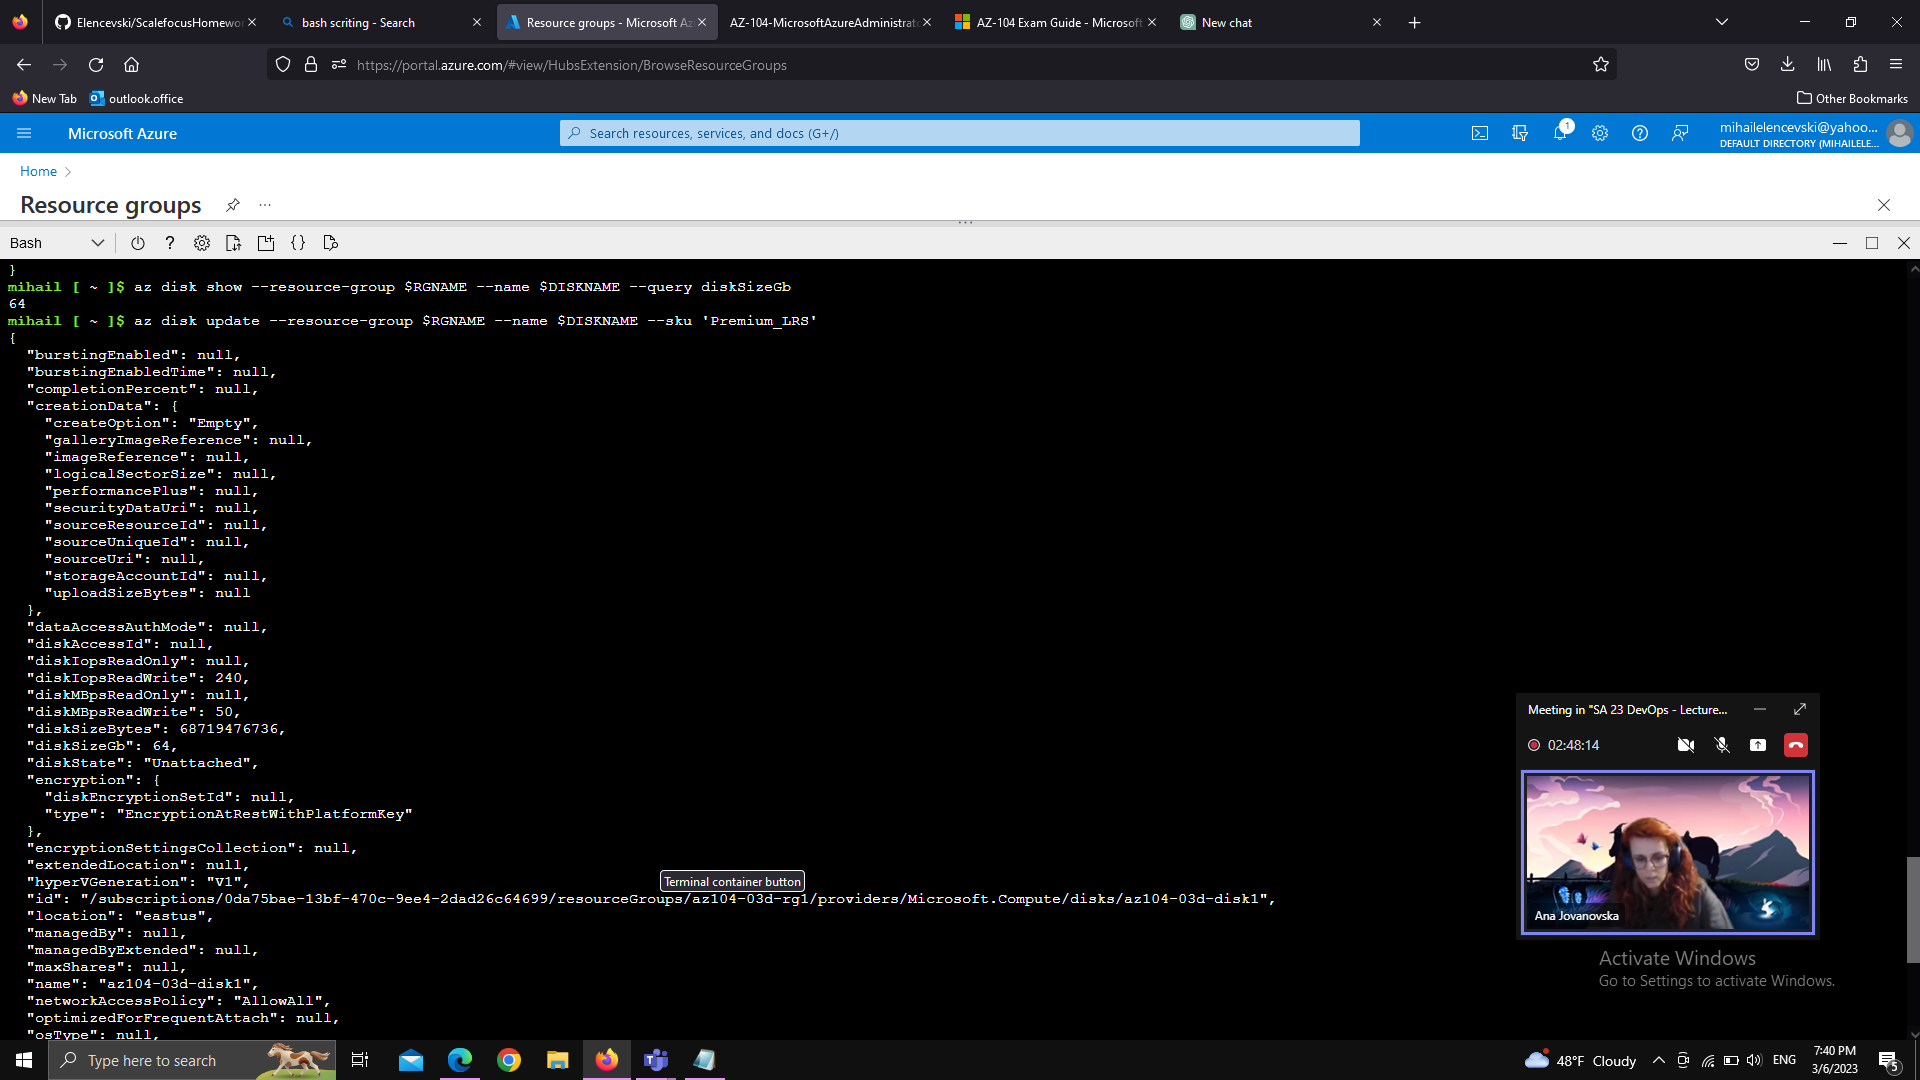 Elencevski/ScalefocusHomewor
bash scriting - Search
Resource groups - Microsoft Az
AZ-104-MicrosoftAzureAdministrato
AZ-104 Exam Guide - Microsoft
New chat
https://portal.azure.com/#view/HubsExtension/BrowseResourceGroups
New Tab
outlook.office
Other Bookmarks
Microsoft Azure
Search resources, services, and docs (G+/)
1
mihailelencevski@yahoo...
DEFAULT DIRECTORY (MIHAILELE...
Home
Resource groups
Bash
}
mihail [ ~ ]$ az disk show --resource-group $RGNAME --name $DISKNAME --query diskSizeGb
64
mihail [ ~ ]$ az disk update --resource-group $RGNAME --name $DISKNAME --sku 'Premium_LRS'
{
"burstingEnabled": null,
"burstingEnabledTime": null,
"completionPercent": null,
"creationData": {
"createOption": "Empty",
"galleryImageReference": null,
"imageReference": null,
"logicalSectorSize": null,
"performancePlus": null,
"securityDataUri": null,
"sourceResourceId": null,
"sourceUniqueId": null,
"sourceUri": null,
"storageAccountId": null,
"uploadSizeBytes": null
},
"dataAccessAuthMode": null,
"diskAccessId": null,
"diskIopsReadOnly": null,
"diskIopsReadWrite": 240,
"diskMBpsReadOnly": null,
"diskMBpsReadWrite": 50,
"diskSizeBytes": 68719476736,
"diskSizeGb": 64,
"diskState": "Unattached",
"encryption": {
"diskEncryptionSetId": null,
"type": "EncryptionAtRestWithPlatformKey"
},
"encryptionSettingsCollection": null,
"extendedLocation": null,
"hyperVGeneration": "V1",
Terminal container button
"id": "/subscriptions/0da75bae-13bf-470c-9ee4-2dad26c64699/resourceGroups/az104-03d-rg1/providers/Microsoft.Compute/disks/az104-03d-disk1",
"location": "eastus",
"managedBy": null,
"managedByExtended": null,
"maxShares": null,
"name": "az104-03d-disk1",
"networkAccessPolicy": "AllowAll",
"optimizedForFrequentAttach": null,
"osType": null,
Meeting in "SA 23 DevOps - Lecture...
02:48:14
Ana Jovanovska
Activate Windows
Go to Settings to activate Windows.
Type here to search
48°F Cloudy
ENG
7:40 PM
3/6/2023
5